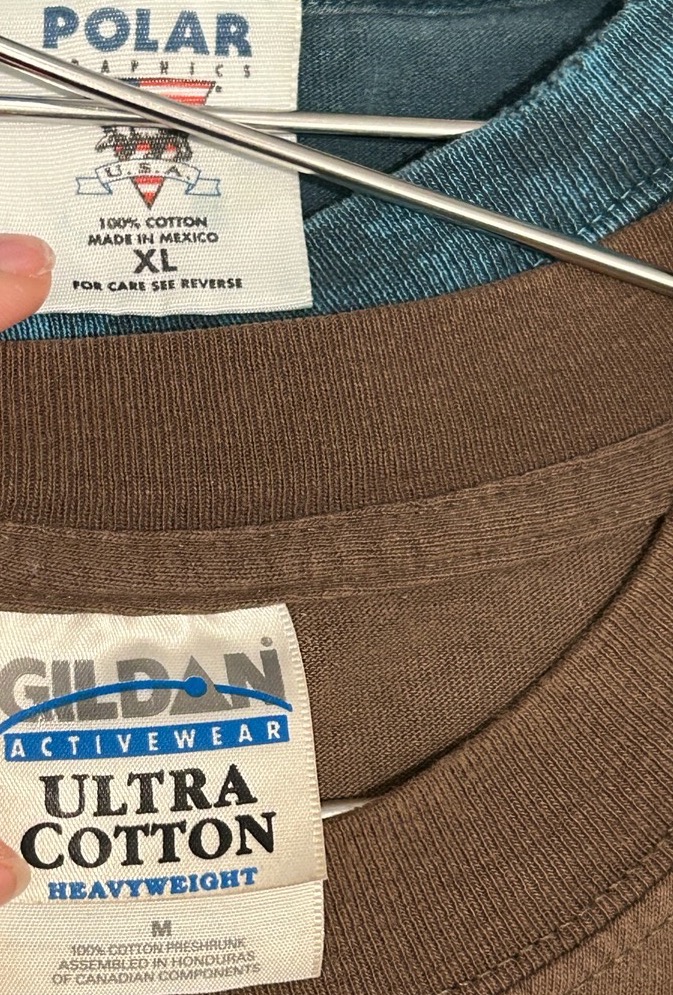 POLAR
GRAPHICS
U.S.A.
100% COTTON
MADE IN MEXICO
XL
FOR CARE SEE REVERSE
GILDAN®
ACTIVEWEAR
ULTRA
COTTON
HEAVYWEIGHT
M
100% COTTON PRESHRUNK
ASSEMBLED IN HONDURAS
OF CANADIAN COMPONENTS